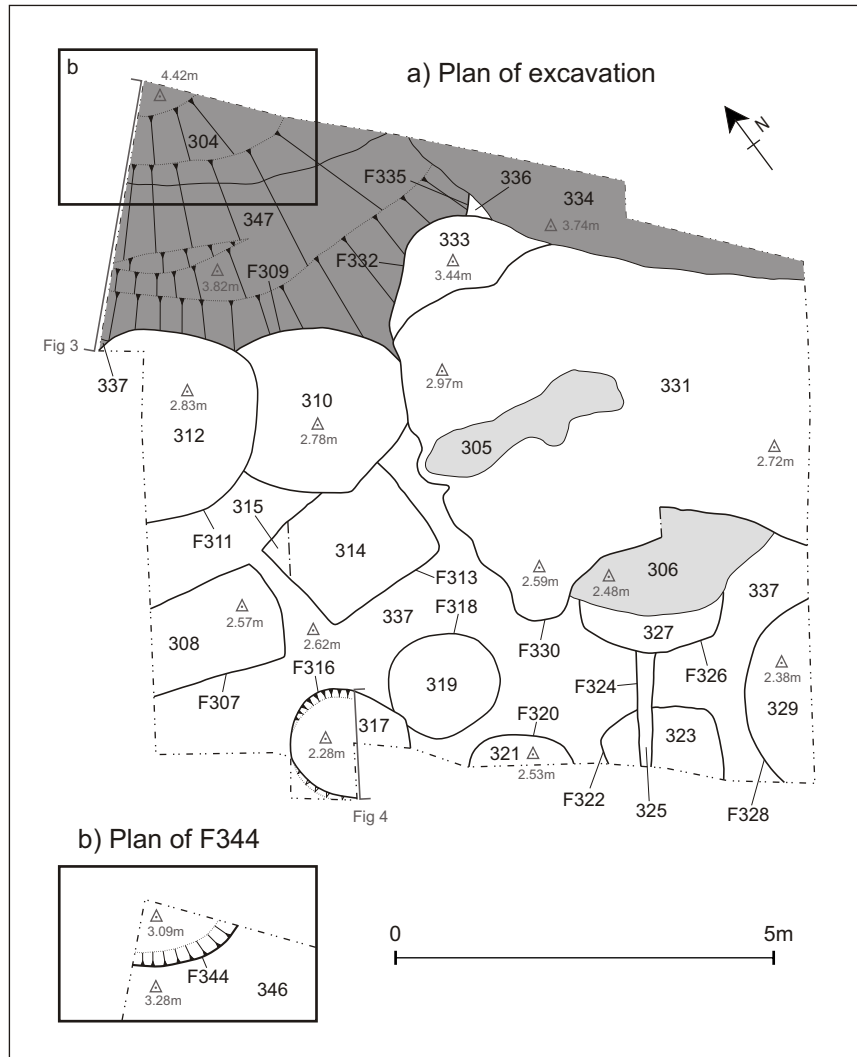 b
4.42m
a) Plan of excavation
N
304
F335
336
334
3.74m
347
333
F332
3.44m
F309
3.82m
Fig 3
337
2.83m
312
310
2.78m
2.97m
331
305
2.72m
315
F311
314
F313
2.59m
2.48m
306
337
308
2.57m
2.62m
337
F318
327
F330
F326
F307
F316
319
F324
2.38m
329
317
2.28m
F320
321
2.53m
323
F322
325
F328
Fig 4
b) Plan of F344
3.09m
F344
3.28m
346
0
5m